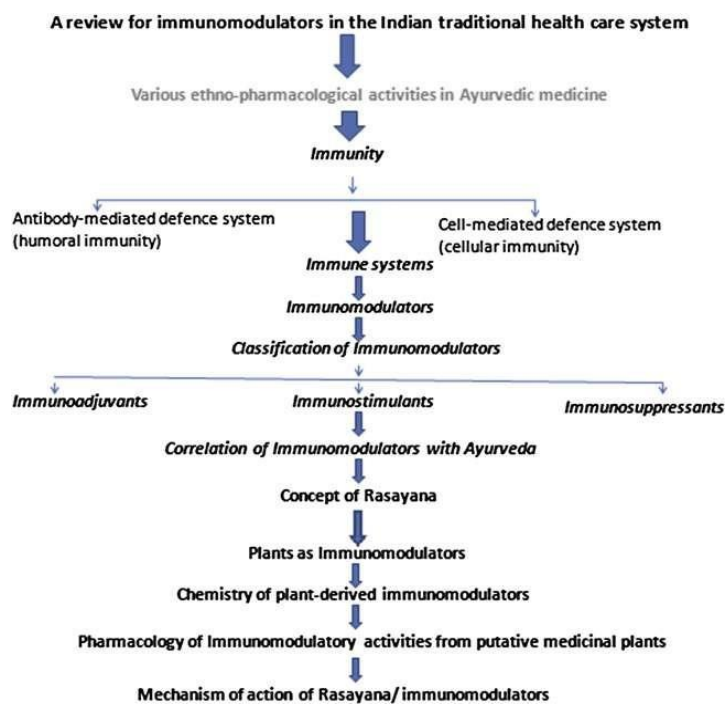 A review for immunomodulators in the Indian traditional health care system
Various ethno-pharmacological activities in Ayurvedic medicine
Immunity
Antibody-mediated defence system
(humoral immunity)
Cell-mediated defence system
(cellular immunity)
Immune systems
Immunomodulators
Classification of Immunomodulators
Immunoadjuvants
Immunostimulants
Immunosuppressants
Correlation of Immunomodulators with Ayurveda
Concept of Rasayana
Plants as Immunomodulators
Chemistry of plant-derived immunomodulators
Pharmacology of Immunomodulatory activities from putative medicinal plants
Mechanism of action of Rasayana/ immunomodulators